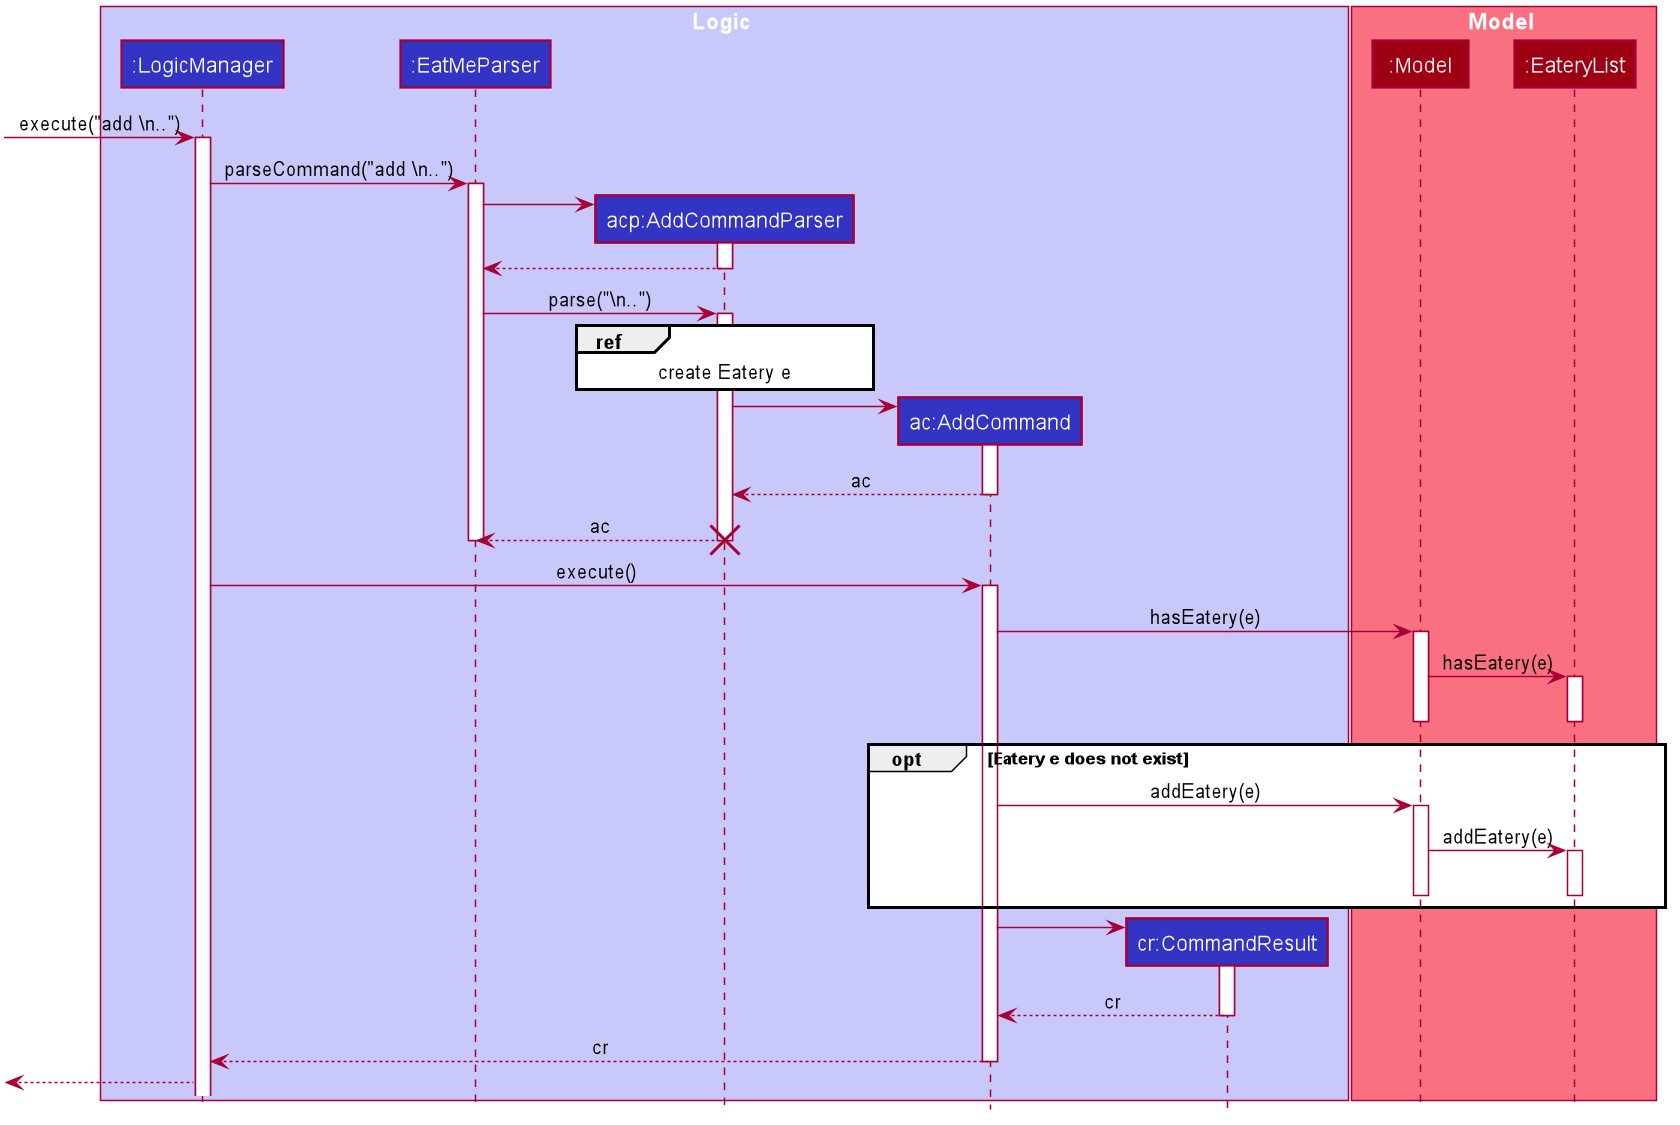 Logic
Model
:LogicManager
:EatMeParser
:Model
:EateryList
execute("add \n..")
parseCommand("add \n..")
acp:AddCommandParser
parse("\n..")
ref
create Eatery e
ac:AddCommand
ac
ac
execute()
hasEatery(e)
hasEatery(e)
opt
[Eatery e does not exist]
addEatery(e)
addEatery(e)
cr:CommandResult
cr
cr